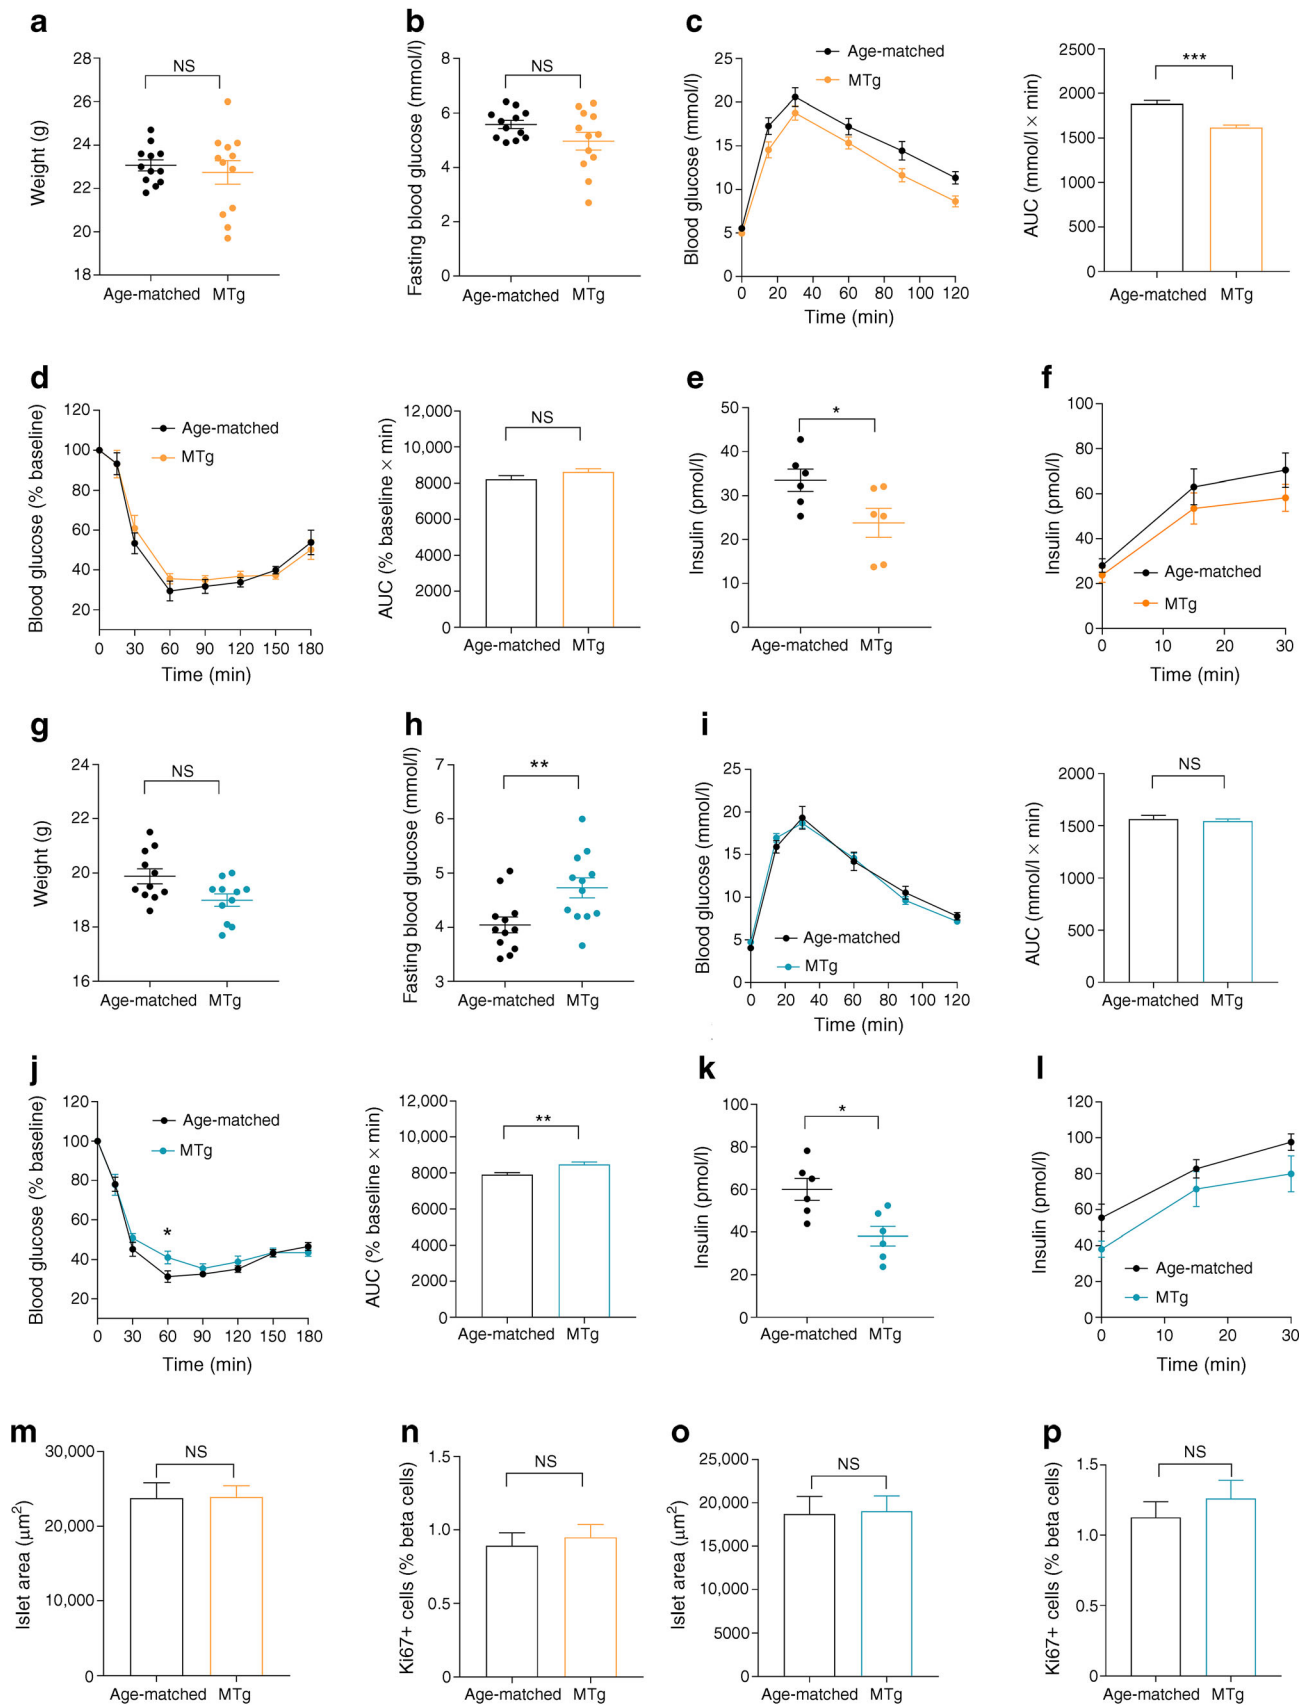 a
Weight (g)
28
26
24
22
20
18
NS
Age-matched
MTg
b
Fasting blood glucose (mmol/l)
8
6
4
2
0
NS
Age-matched
MTg
c
Blood glucose (mmol/l)
25
20
15
10
5
0
Age-matched
MTg
0 20 40 60 80 100 120
Time (min)
AUC (mmol/l × min)
2500
2000
1500
1000
500
0
***
Age-matched
MTg
d
Blood glucose (% baseline)
120
100
80
60
40
20
Age-matched
MTg
0 30 60 90 120 150 180
Time (min)
AUC (% baseline × min)
12,000
10,000
8000
6000
4000
2000
0
NS
Age-matched
MTg
e
Insulin (pmol/l)
50
40
30
20
10
0
*
Age-matched
MTg
f
Insulin (pmol/l)
100
80
60
40
20
0
Age-matched
MTg
0 10 20 30
Time (min)
g
Weight (g)
24
22
20
18
16
NS
Age-matched
MTg
h
Fasting blood glucose (mmol/l)
7
6
5
4
3
**
Age-matched
MTg
i
Blood glucose (mmol/l)
25
20
15
10
5
0
Age-matched
MTg
0 20 40 60 80 100 120
Time (min)
AUC (mmol/l × min)
2000
1500
1000
500
0
NS
Age-matched
MTg
j
Blood glucose (% baseline)
120
100
80
60
40
20
Age-matched
MTg
*
0 30 60 90 120 150 180
Time (min)
AUC (% baseline × min)
12,000
10,000
8000
6000
4000
2000
0
**
Age-matched
MTg
k
Insulin (pmol/l)
100
80
60
40
20
0
*
Age-matched
MTg
l
Insulin (pmol/l)
120
100
80
60
40
20
0
Age-matched
MTg
0 10 20 30
Time (min)
m
Islet area (µm²)
30,000
20,000
10,000
0
NS
Age-matched
MTg
n
Ki67+ cells (% beta cells)
1.5
1.0
0.5
0
NS
Age-matched
MTg
o
Islet area (µm²)
25,000
20,000
15,000
10,000
5000
0
NS
Age-matched
MTg
p
Ki67+ cells (% beta cells)
1.5
1.0
0.5
0
NS
Age-matched
MTg